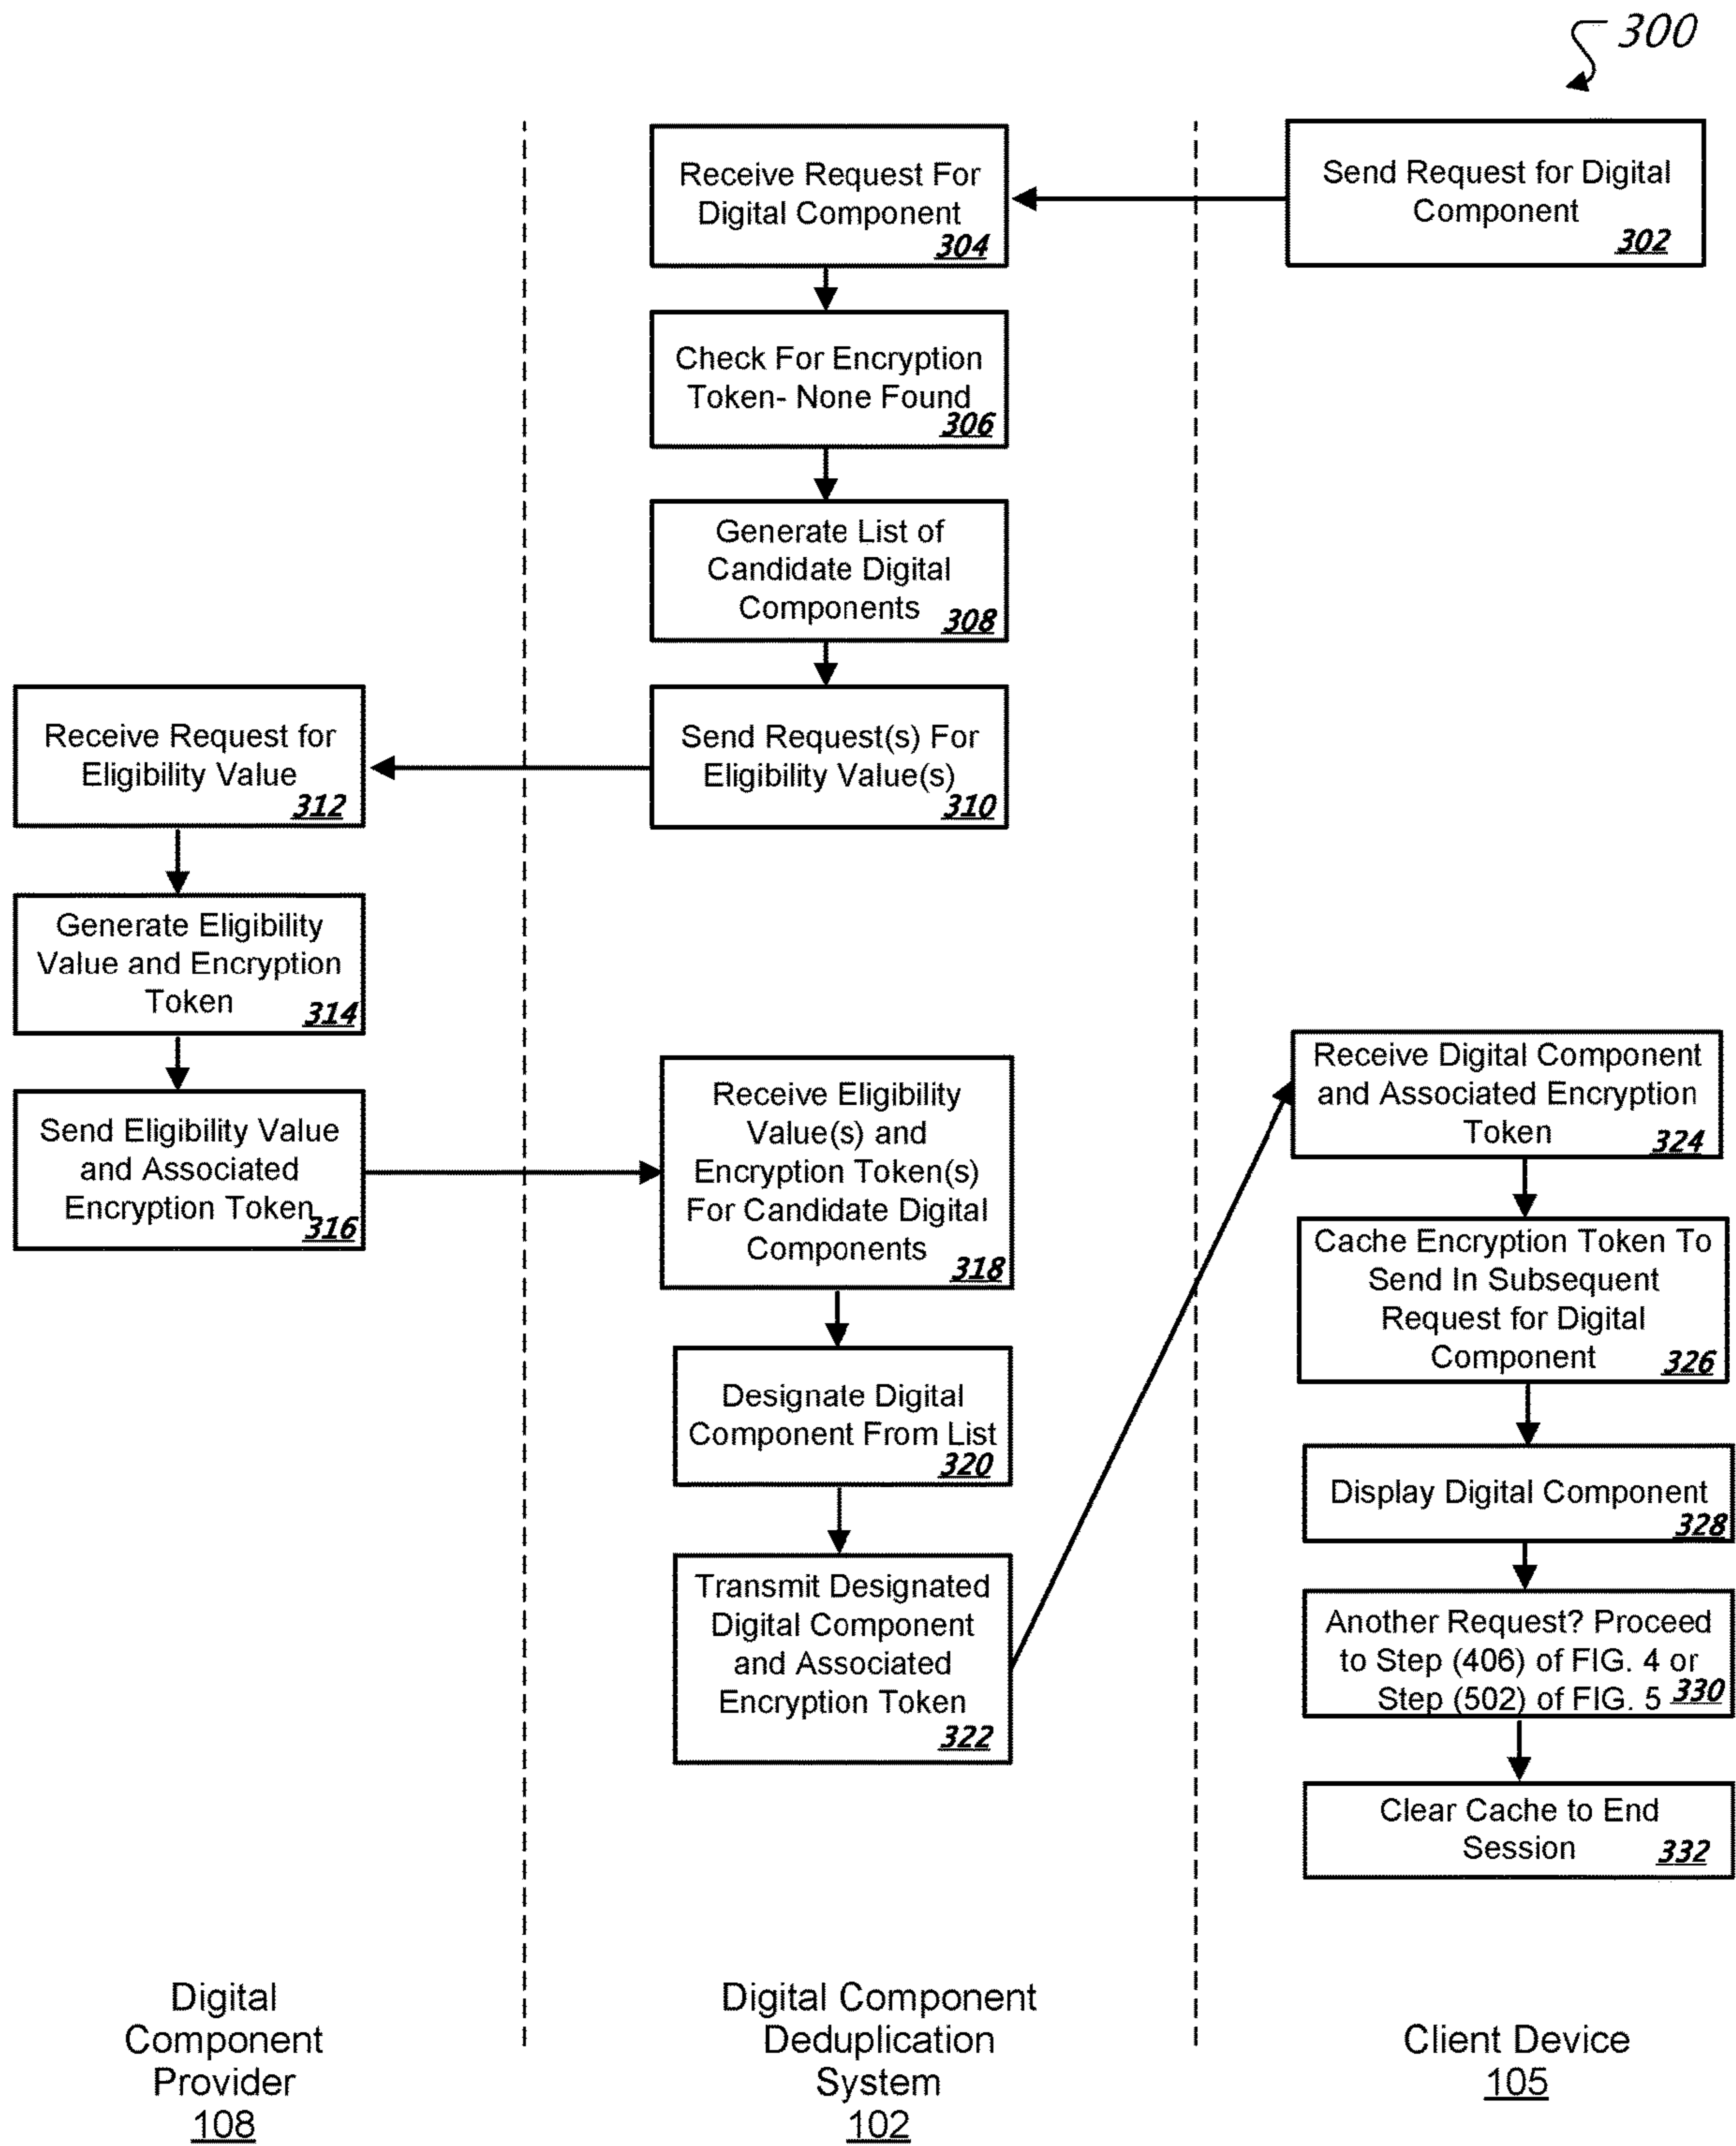 300
Send Request for Digital
Component
302
Receive Request For
Digital Component
304
Check For Encryption
Token- None Found
306
Generate List of
Candidate Digital
Components
308
Send Request(s) For
Eligibility Value(s)
310
Receive Request for
Eligibility Value
312
Generate Eligibility
Value and Encryption
Token
314
Send Eligibility Value
and Associated
Encryption Token
316
Receive Eligibility
Value(s) and
Encryption Token(s)
For Candidate Digital
Components
318
Designate Digital
Component From List
320
Transmit Designated
Digital Component
and Associated
Encryption Token
322
Receive Digital Component
and Associated Encryption
Token
324
Cache Encryption Token To
Send In Subsequent
Request for Digital
Component
326
Display Digital Component
328
Another Request? Proceed
to Step (406) of FIG. 4 or
Step (502) of FIG. 5
330
Clear Cache to End
Session
332
Digital
Component
Provider
108
Digital Component
Deduplication
System
102
Client Device
105